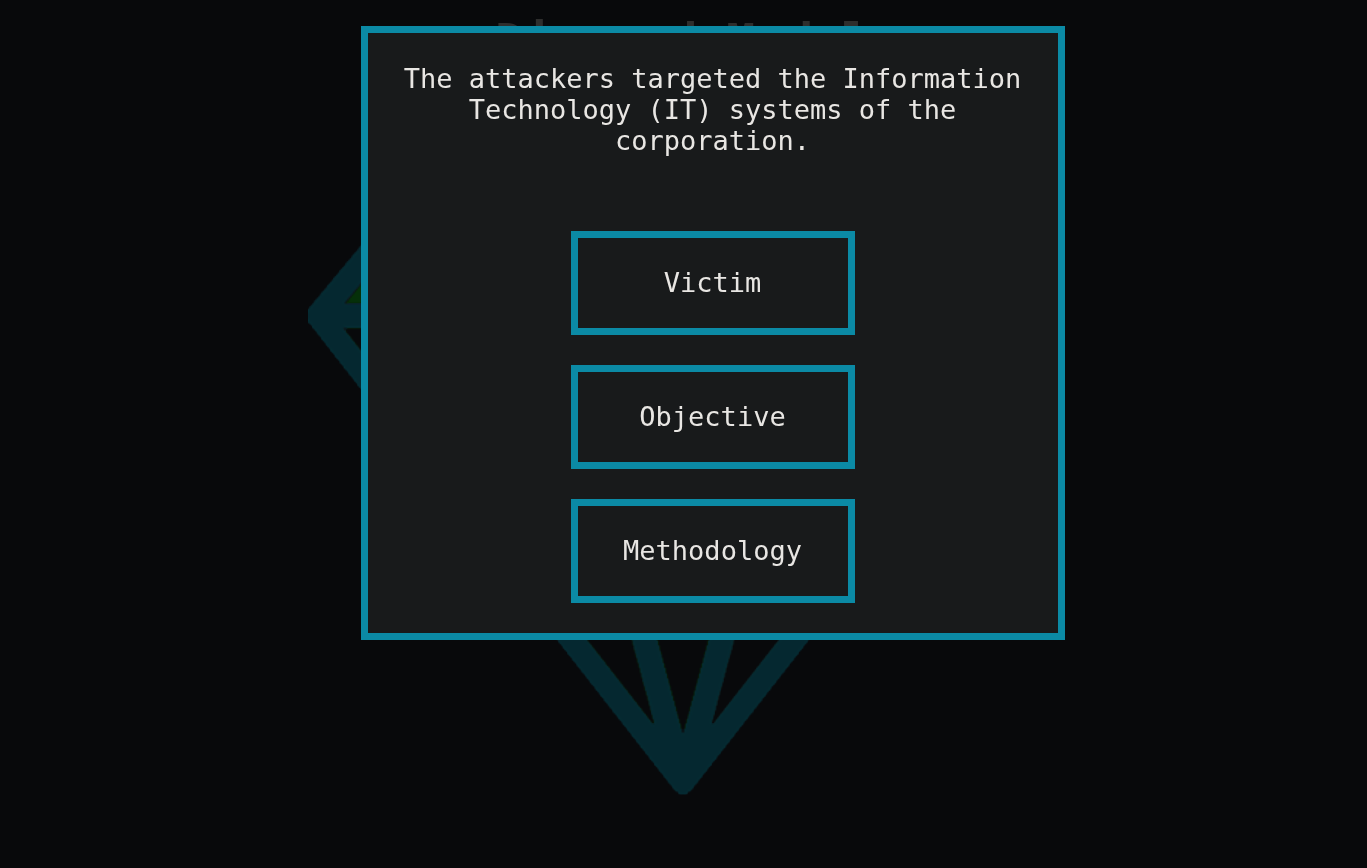 The attackers targeted the Information
Technology (IT) systems of the
corporation.
Victim
Objective
Methodology